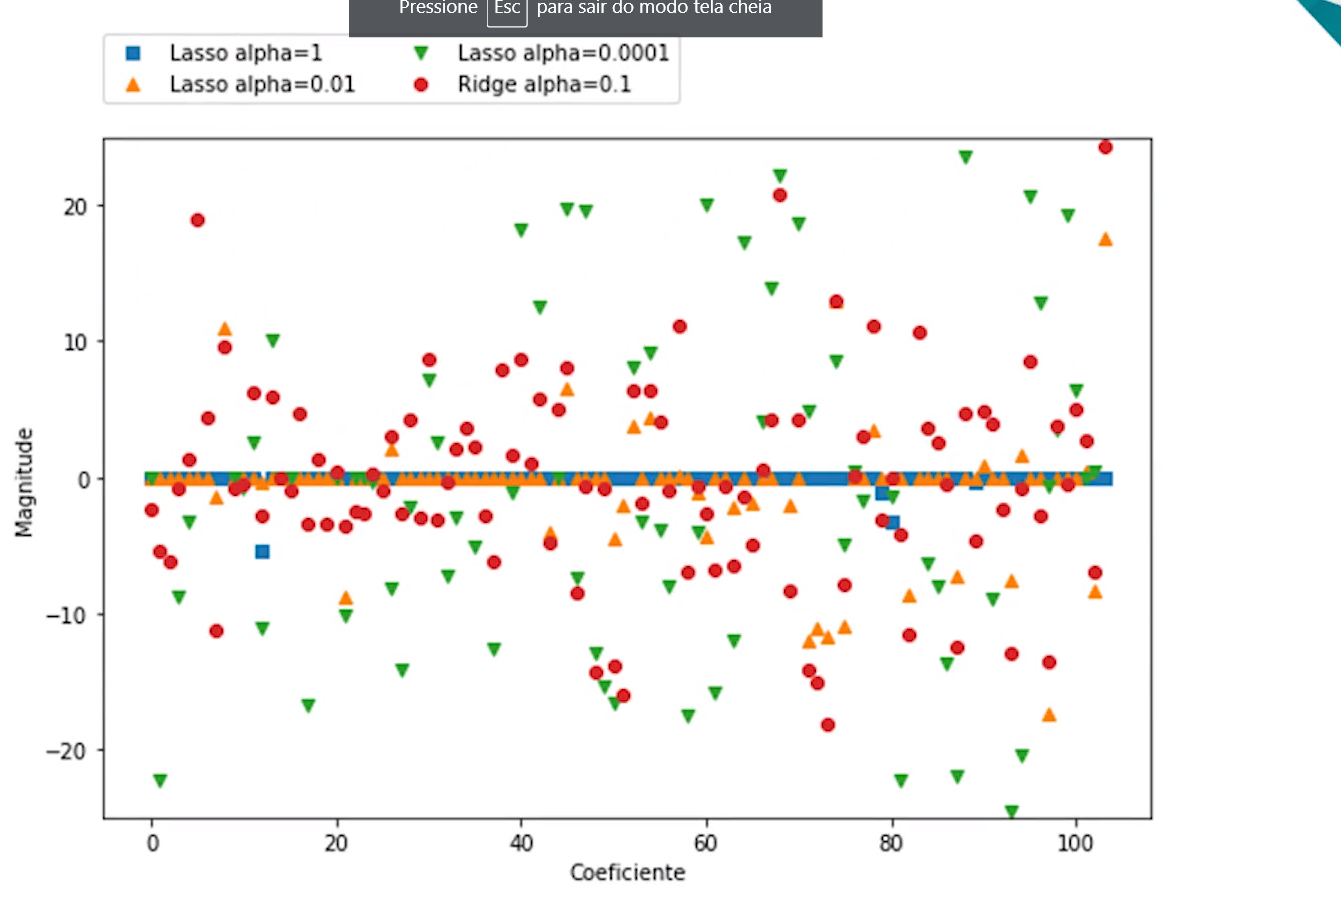 Pressione Esc para sair do modo tela cheia
Lasso alpha=1 Lasso alpha=0.0001
Lasso alpha=0.01 Ridge alpha=0.1
20
10
0
−10
−20
Magnitude
0 20 40 60 80 100
Coeficiente